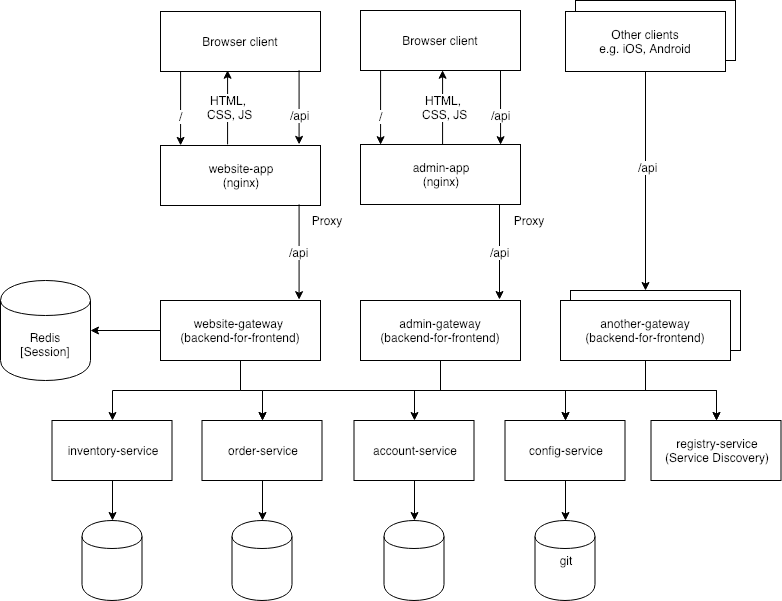 Browser client
Browser client
Other clients
e.g. iOS, Android
/
HTML,
CSS, JS
/api
/
HTML,
CSS, JS
/api
/api
website-app
(nginx)
admin-app
(nginx)
Proxy
/api
Proxy
/api
Redis
[Session]
website-gateway
(backend-for-frontend)
admin-gateway
(backend-for-frontend)
another-gateway
(backend-for-frontend)
inventory-service
order-service
account-service
config-service
registry-service
(Service Discovery)
git